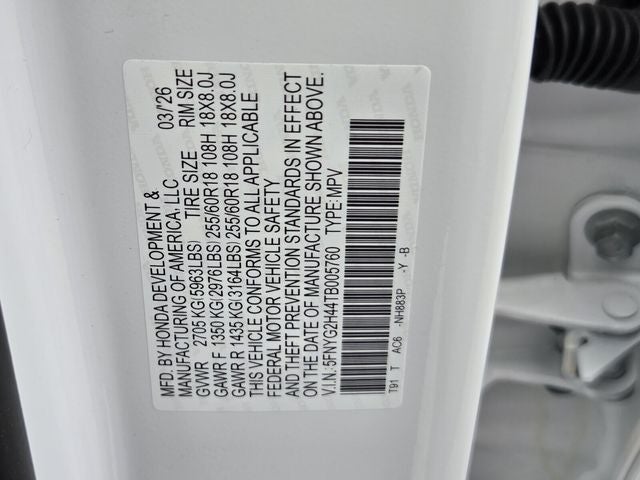 MFD. BY HONDA DEVELOPMENT &
MANUFACTURING OF AMERICA, LLC 03/'26
GVWR 2705 KG(5963LBS) TIRE SIZE RIM SIZE
GAWR F 1350 KG(2976LBS) 255/60R18 108H 18X8.0J
GAWR R 1435 KG(3164LBS) 255/60R18 108H 18X8.0J
THIS VEHICLE CONFORMS TO ALL APPLICABLE
FEDERAL MOTOR VEHICLE SAFETY
AND THEFT PREVENTION STANDARDS IN EFFECT
ON THE DATE OF MANUFACTURE SHOWN ABOVE.
V.I.N.: 5FNYG2H44TB005760 TYPE: MPV
T91 T AC6 -NH883P -Y -B